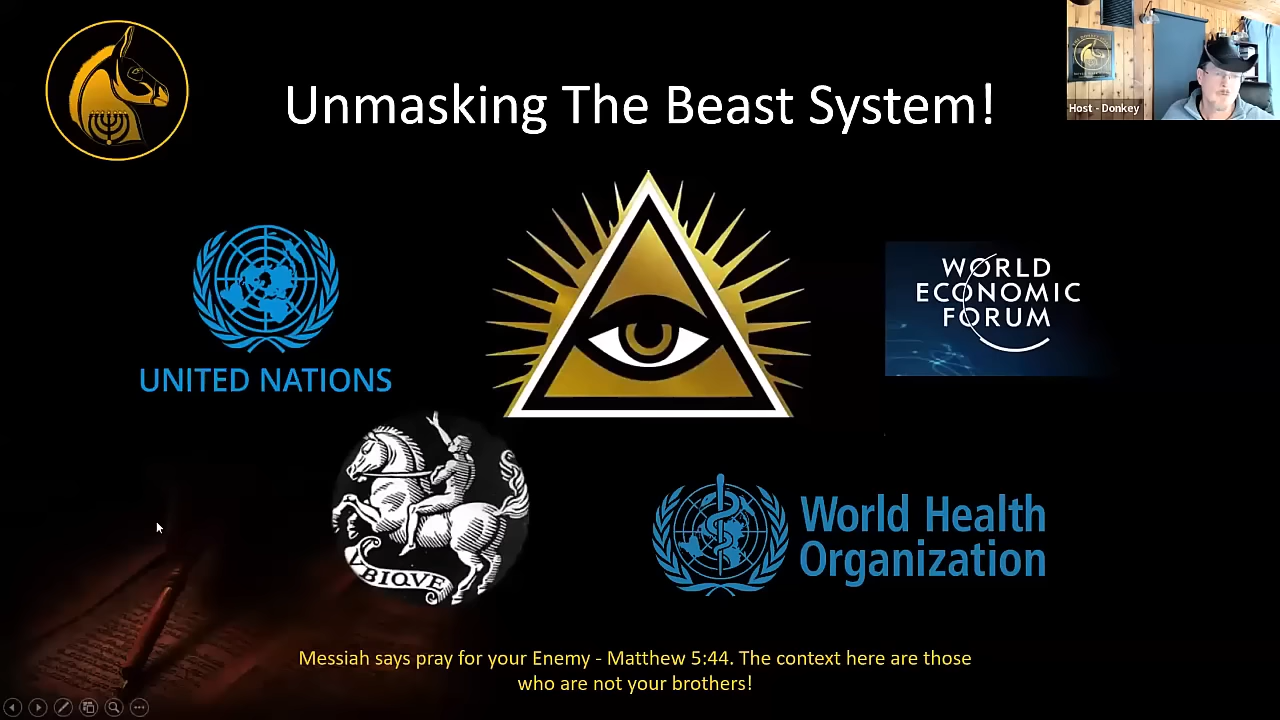 Unmasking The Beast System!
Host - Donkey
UNITED NATIONS
WORLD
ECONOMIC
FORUM
VBIQVE
World Health
Organization
Messiah says pray for your Enemy - Matthew 5:44. The context here are those
who are not your brothers!